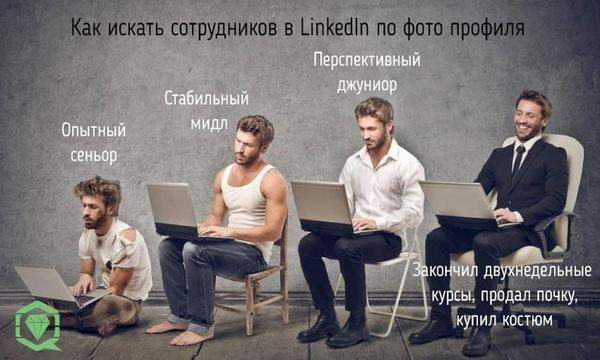 Как искать сотрудников в LinkedIn по фото профиля
Опытный
сеньор
Стабильный
мидл
Перспективный
джуниор
Закончил двухнедельные
курсы, продал почку,
купил костюм